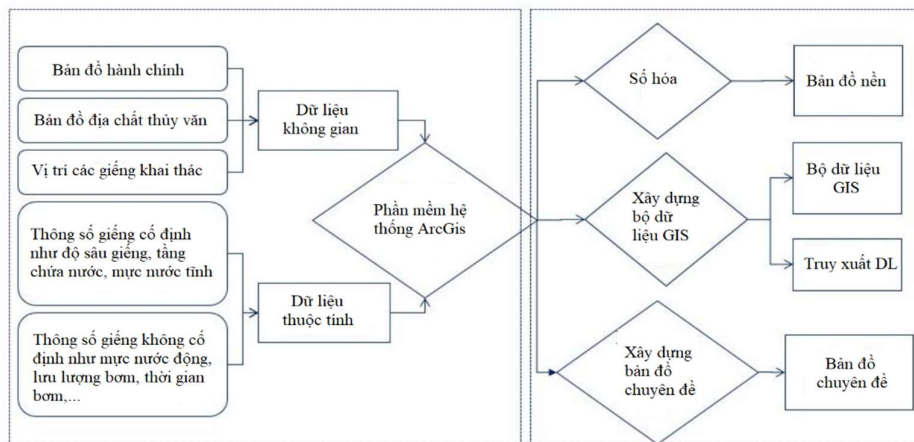 Bản đồ hành chính
Bản đồ địa chất thủy văn
Vị trí các giếng khai thác
Thông số giếng cố định
như độ sâu giếng, tầng
chứa nước, mực nước tĩnh
Thông số giếng không cố
định như mực nước động,
lưu lượng bơm, thời gian
bơm,...
Dữ liệu
không gian
Dữ liệu
thuộc tính
Phần mềm hệ
thống ArcGis
Số hóa
Bản đồ nền
Xây dựng
bộ dữ
liệu GIS
Bộ dữ liệu
GIS
Truy xuất DL
Xây dựng
bản đồ
chuyên đề
Bản đồ
chuyên đề